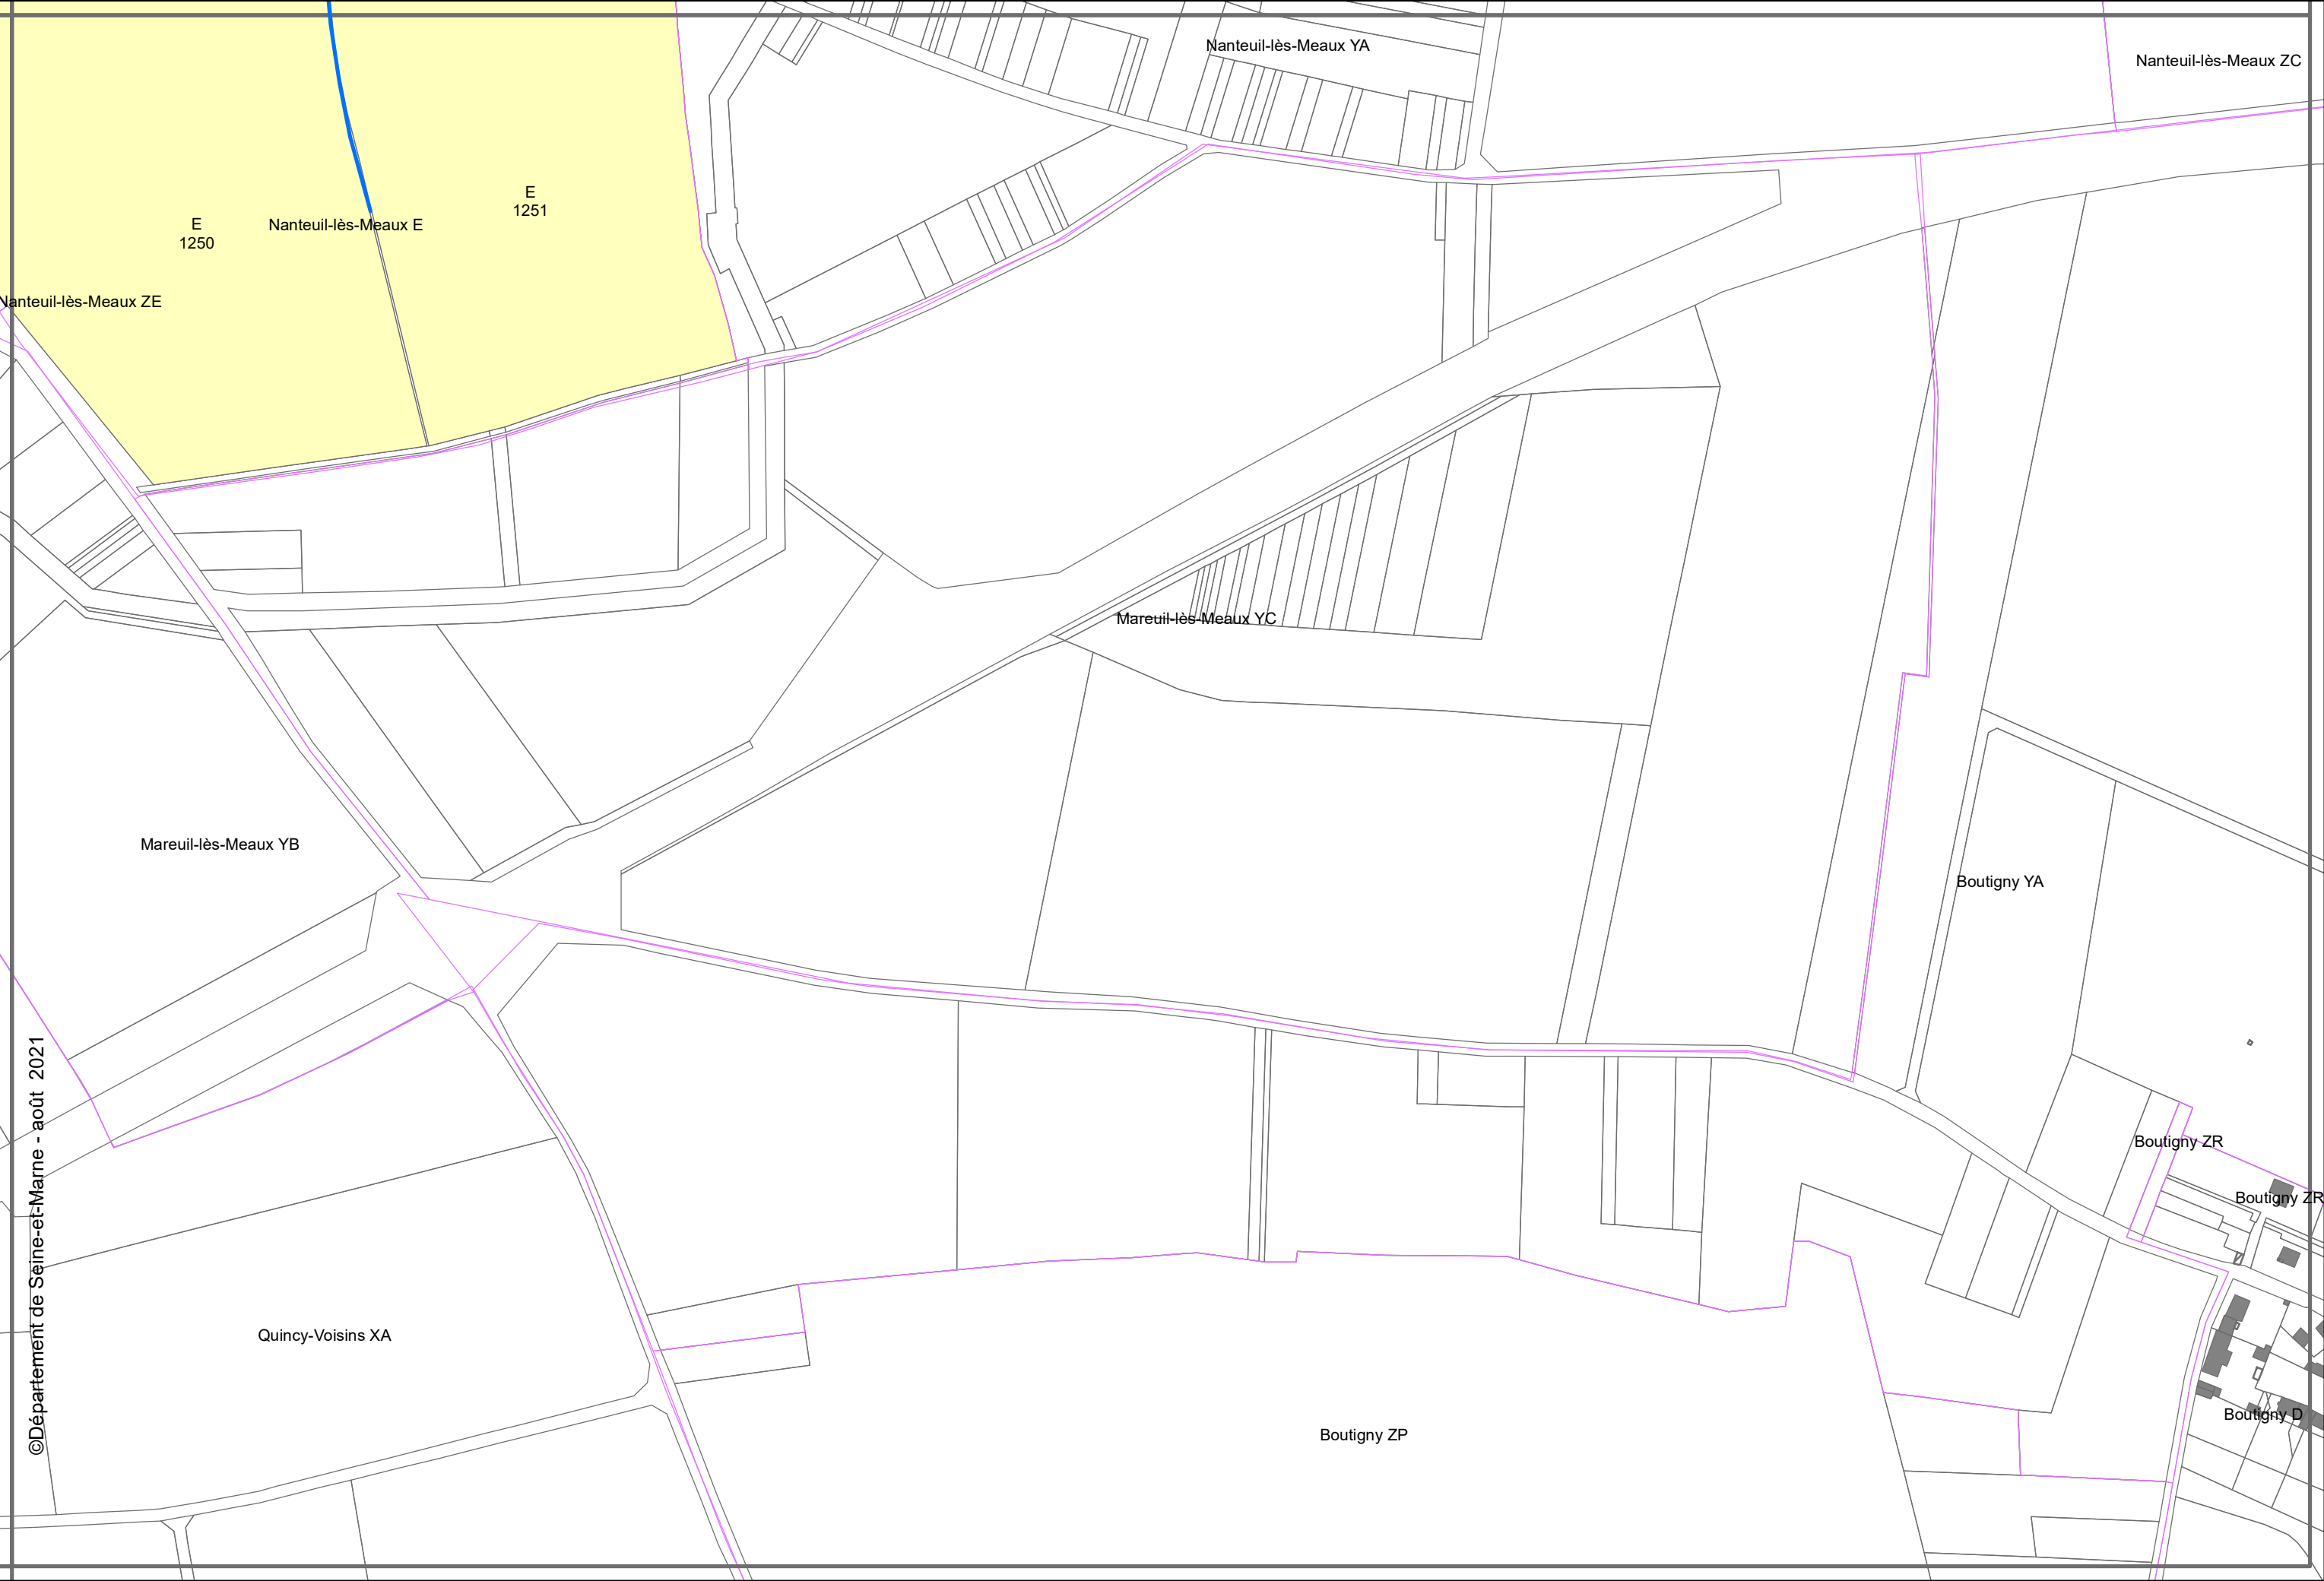 Nanteuil-lès-Meaux YA
Nanteuil-lès-Meaux ZC
E
1251
E
1250
Nanteuil-lès-Meaux E
Nanteuil-lès-Meaux ZE
Mareuil-lès-Meaux YC
Mareuil-lès-Meaux YB
Boutigny YA
Boutigny ZR
Boutigny ZR
Quincy-Voisins XA
Boutigny D
Boutigny ZP
©Département de Seine-et-Marne - août 2021